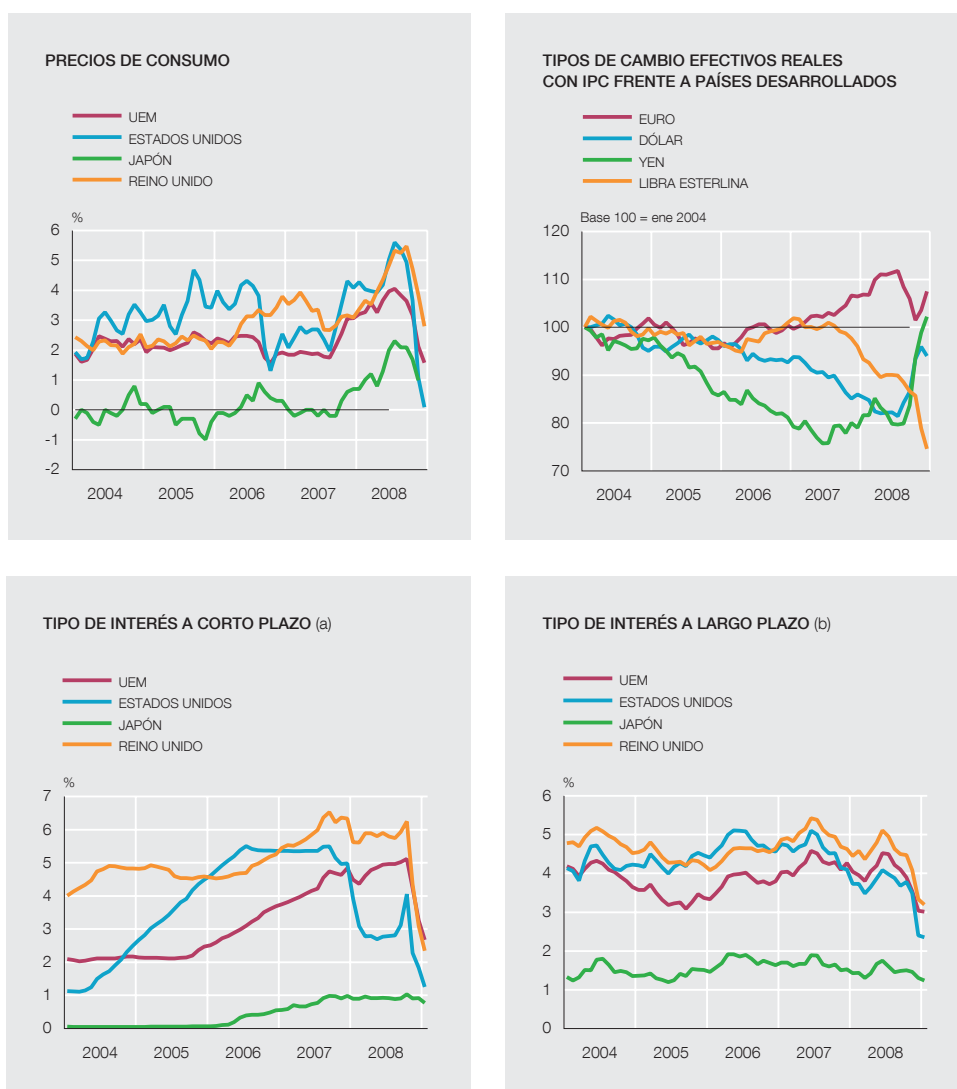 PRECIOS DE CONSUMO
UEM
ESTADOS UNIDOS
JAPÓN
REINO UNIDO
%
6
5
4
3
2
1
0
-1
-2
2004 2005 2006 2007 2008
TIPOS DE CAMBIO EFECTIVOS REALES
CON IPC FRENTE A PAÍSES DESARROLLADOS
EURO
DÓLAR
YEN
LIBRA ESTERLINA
Base 100 = ene 2004
120
110
100
90
80
70
2004 2005 2006 2007 2008
TIPO DE INTERÉS A CORTO PLAZO (a)
UEM
ESTADOS UNIDOS
JAPÓN
REINO UNIDO
%
7
6
5
4
3
2
1
0
2004 2005 2006 2007 2008
TIPO DE INTERÉS A LARGO PLAZO (b)
UEM
ESTADOS UNIDOS
JAPÓN
REINO UNIDO
%
6
5
4
3
2
1
0
2004 2005 2006 2007 2008